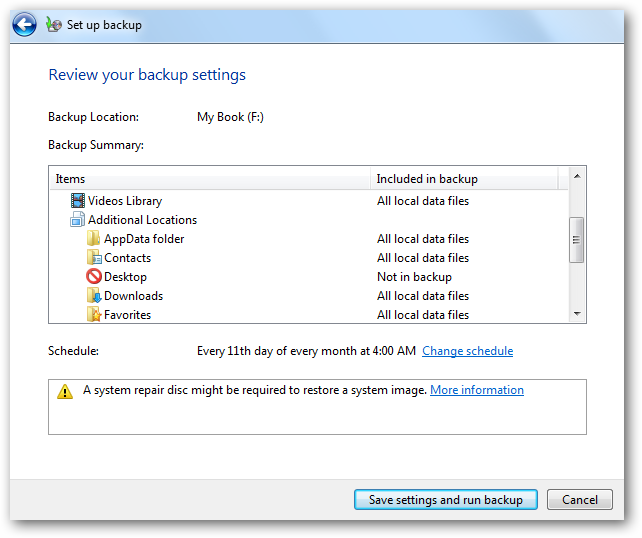 Set up backup
Review your backup settings
Backup Location: My Book (F:)
Backup Summary:
Items Included in backup
Videos Library All local data files
Additional Locations
AppData folder All local data files
Contacts All local data files
Desktop Not in backup
Downloads All local data files
Favorites All local data files
Schedule: Every 11th day of every month at 4:00 AM Change schedule
A system repair disc might be required to restore a system image. More information
Save settings and run backup Cancel